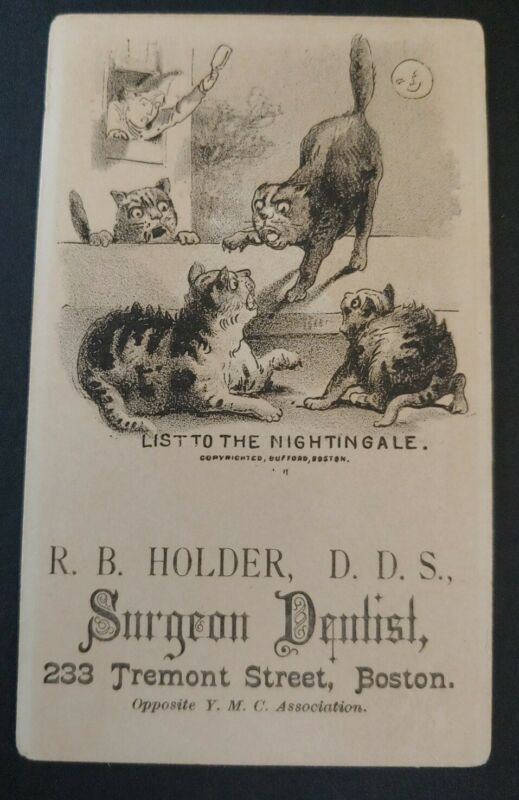 LIST TO THE NIGHTINGALE.
COPYRIGHTED, BUFFORD, BOSTON.
R. B. HOLDER, D. D. S.,
Surgeon Dentist,
233 Tremont Street, Boston.
Opposite Y. M. C. Association.